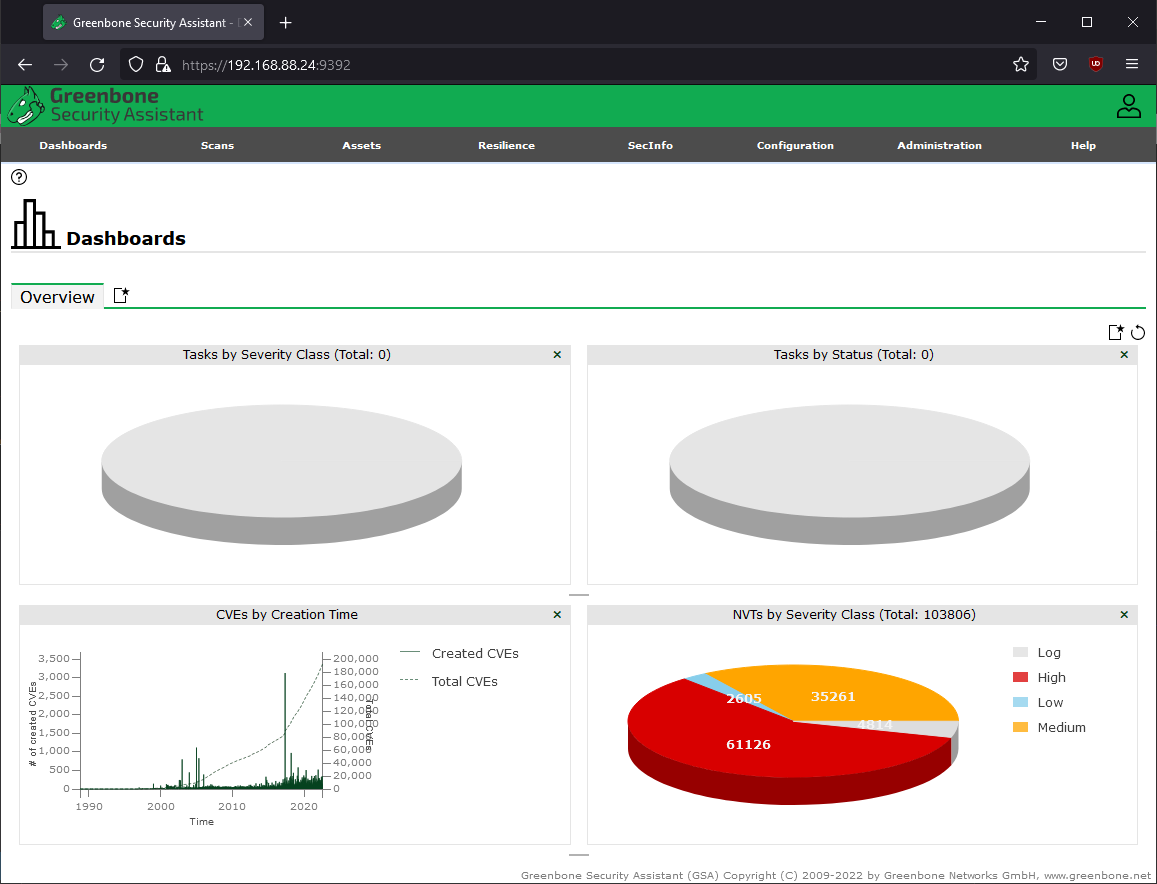 Greenbone Security Assistant -
https://192.168.88.24:9392
Greenbone
Security Assistant
Dashboards Scans Assets Resilience SecInfo Configuration Administration Help
Dashboards
Overview
Tasks by Severity Class (Total: 0)
Tasks by Status (Total: 0)
CVEs by Creation Time
# of created CVEs
3,500
3,000
2,500
2,000
1,500
1,000
500
0
200,000
180,000
160,000
140,000
120,000
100,000
80,000
60,000
40,000
20,000
0
Total CVEs
1990 2000 2010 2020
Time
Created CVEs
Total CVEs
NVTs by Severity Class (Total: 103806)
2605
35261
4814
61126
Log
High
Low
Medium
Greenbone Security Assistant (GSA) Copyright (C) 2009-2022 by Greenbone Networks GmbH, www.greenbone.net